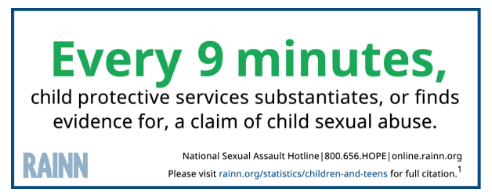 Every 9 minutes,
child protective services substantiates, or finds
evidence for, a claim of child sexual abuse.
RAINN
National Sexual Assault Hotline|800.656.HOPE|online.rainn.org
Please visit rainn.org/statistics/children-and-teens for full citation.1